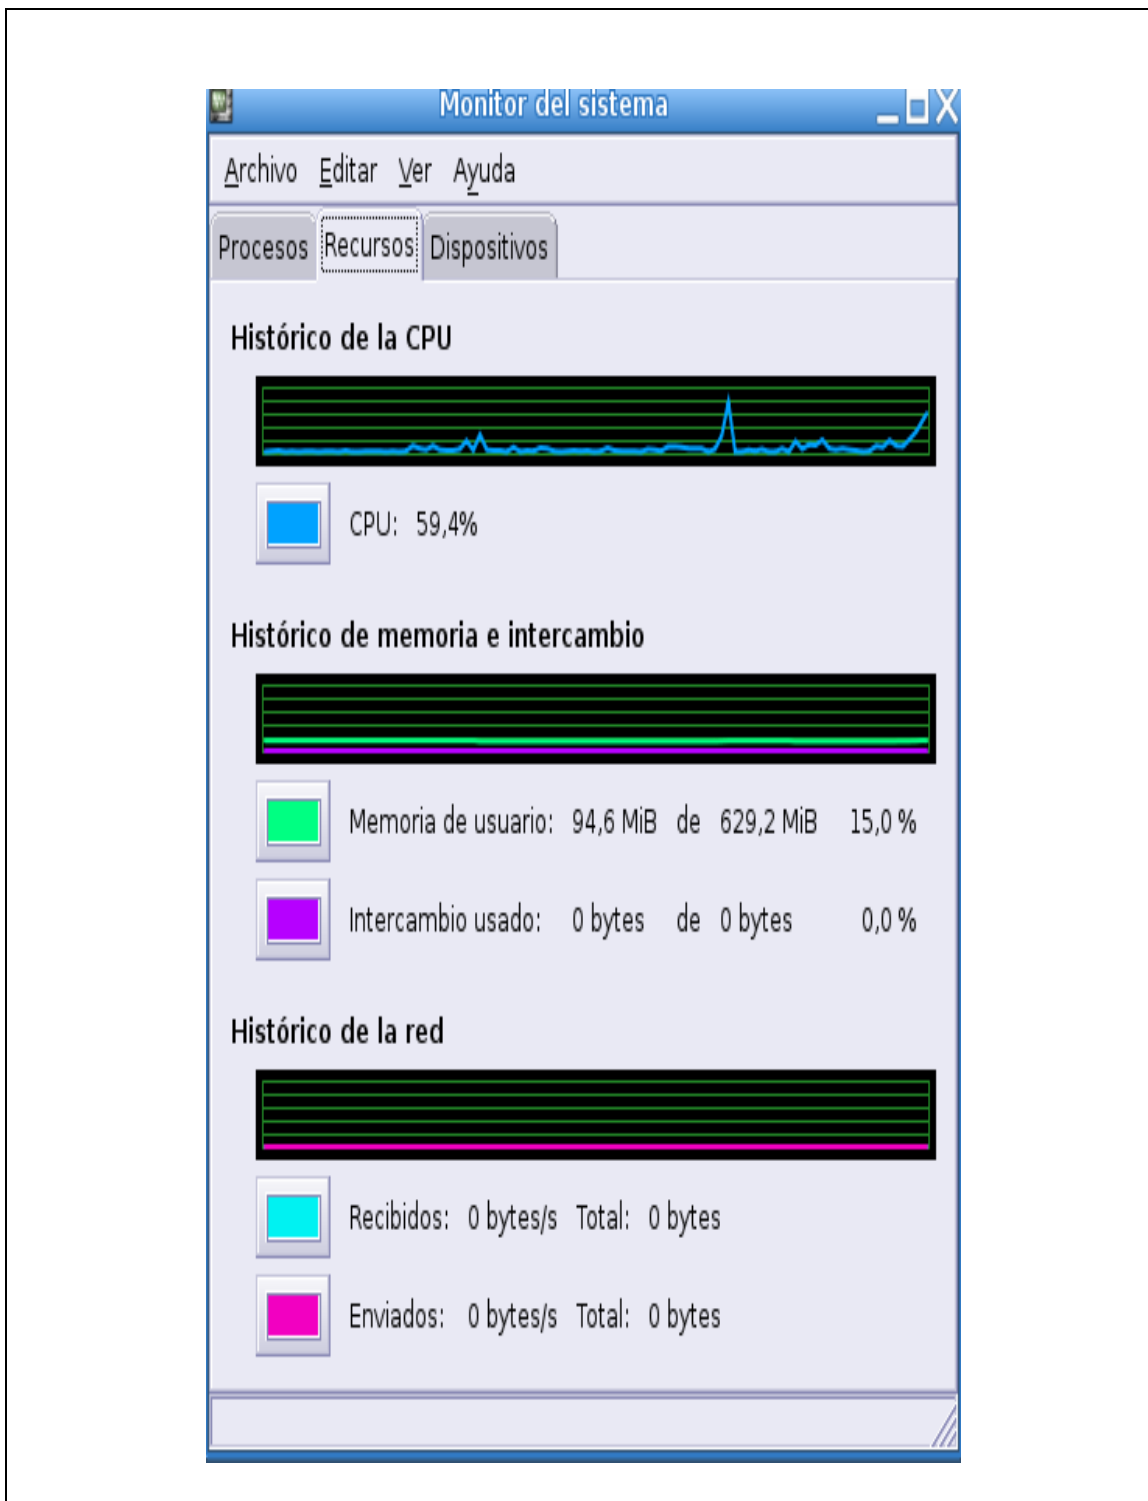 Monitor del sistema
Archivo Editar Ver Ayuda
Procesos Recursos Dispositivos
Histórico de la CPU
CPU: 59,4%
Histórico de memoria e intercambio
Memoria de usuario: 94,6 MiB de 629,2 MiB 15,0 %
Intercambio usado: 0 bytes de 0 bytes 0,0 %
Histórico de la red
Recibidos: 0 bytes/s Total: 0 bytes
Enviados: 0 bytes/s Total: 0 bytes